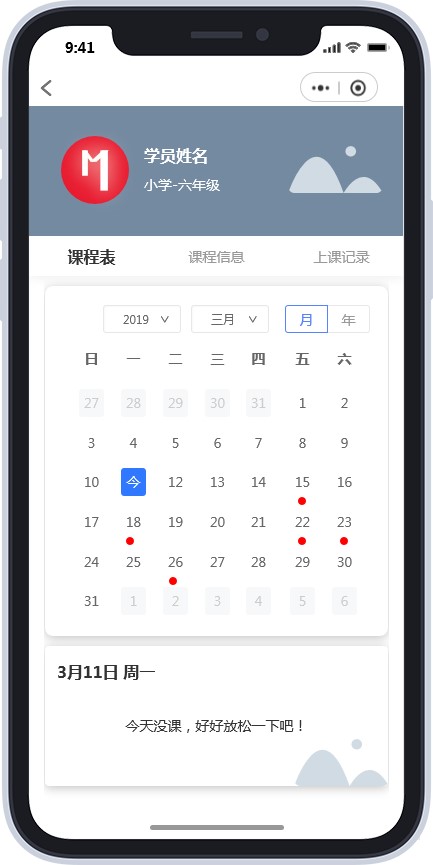 9:41
学员姓名
小学-六年级
课程表 课程信息 上课记录
2019 三月 月 年
日 一 二 三 四 五 六
27 28 29 30 31 1 2
3 4 5 6 7 8 9
10 今 12 13 14 15 16
17 18 19 20 21 22 23
24 25 26 27 28 29 30
31 1 2 3 4 5 6
3月11日 周一
今天没课，好好放松一下吧！